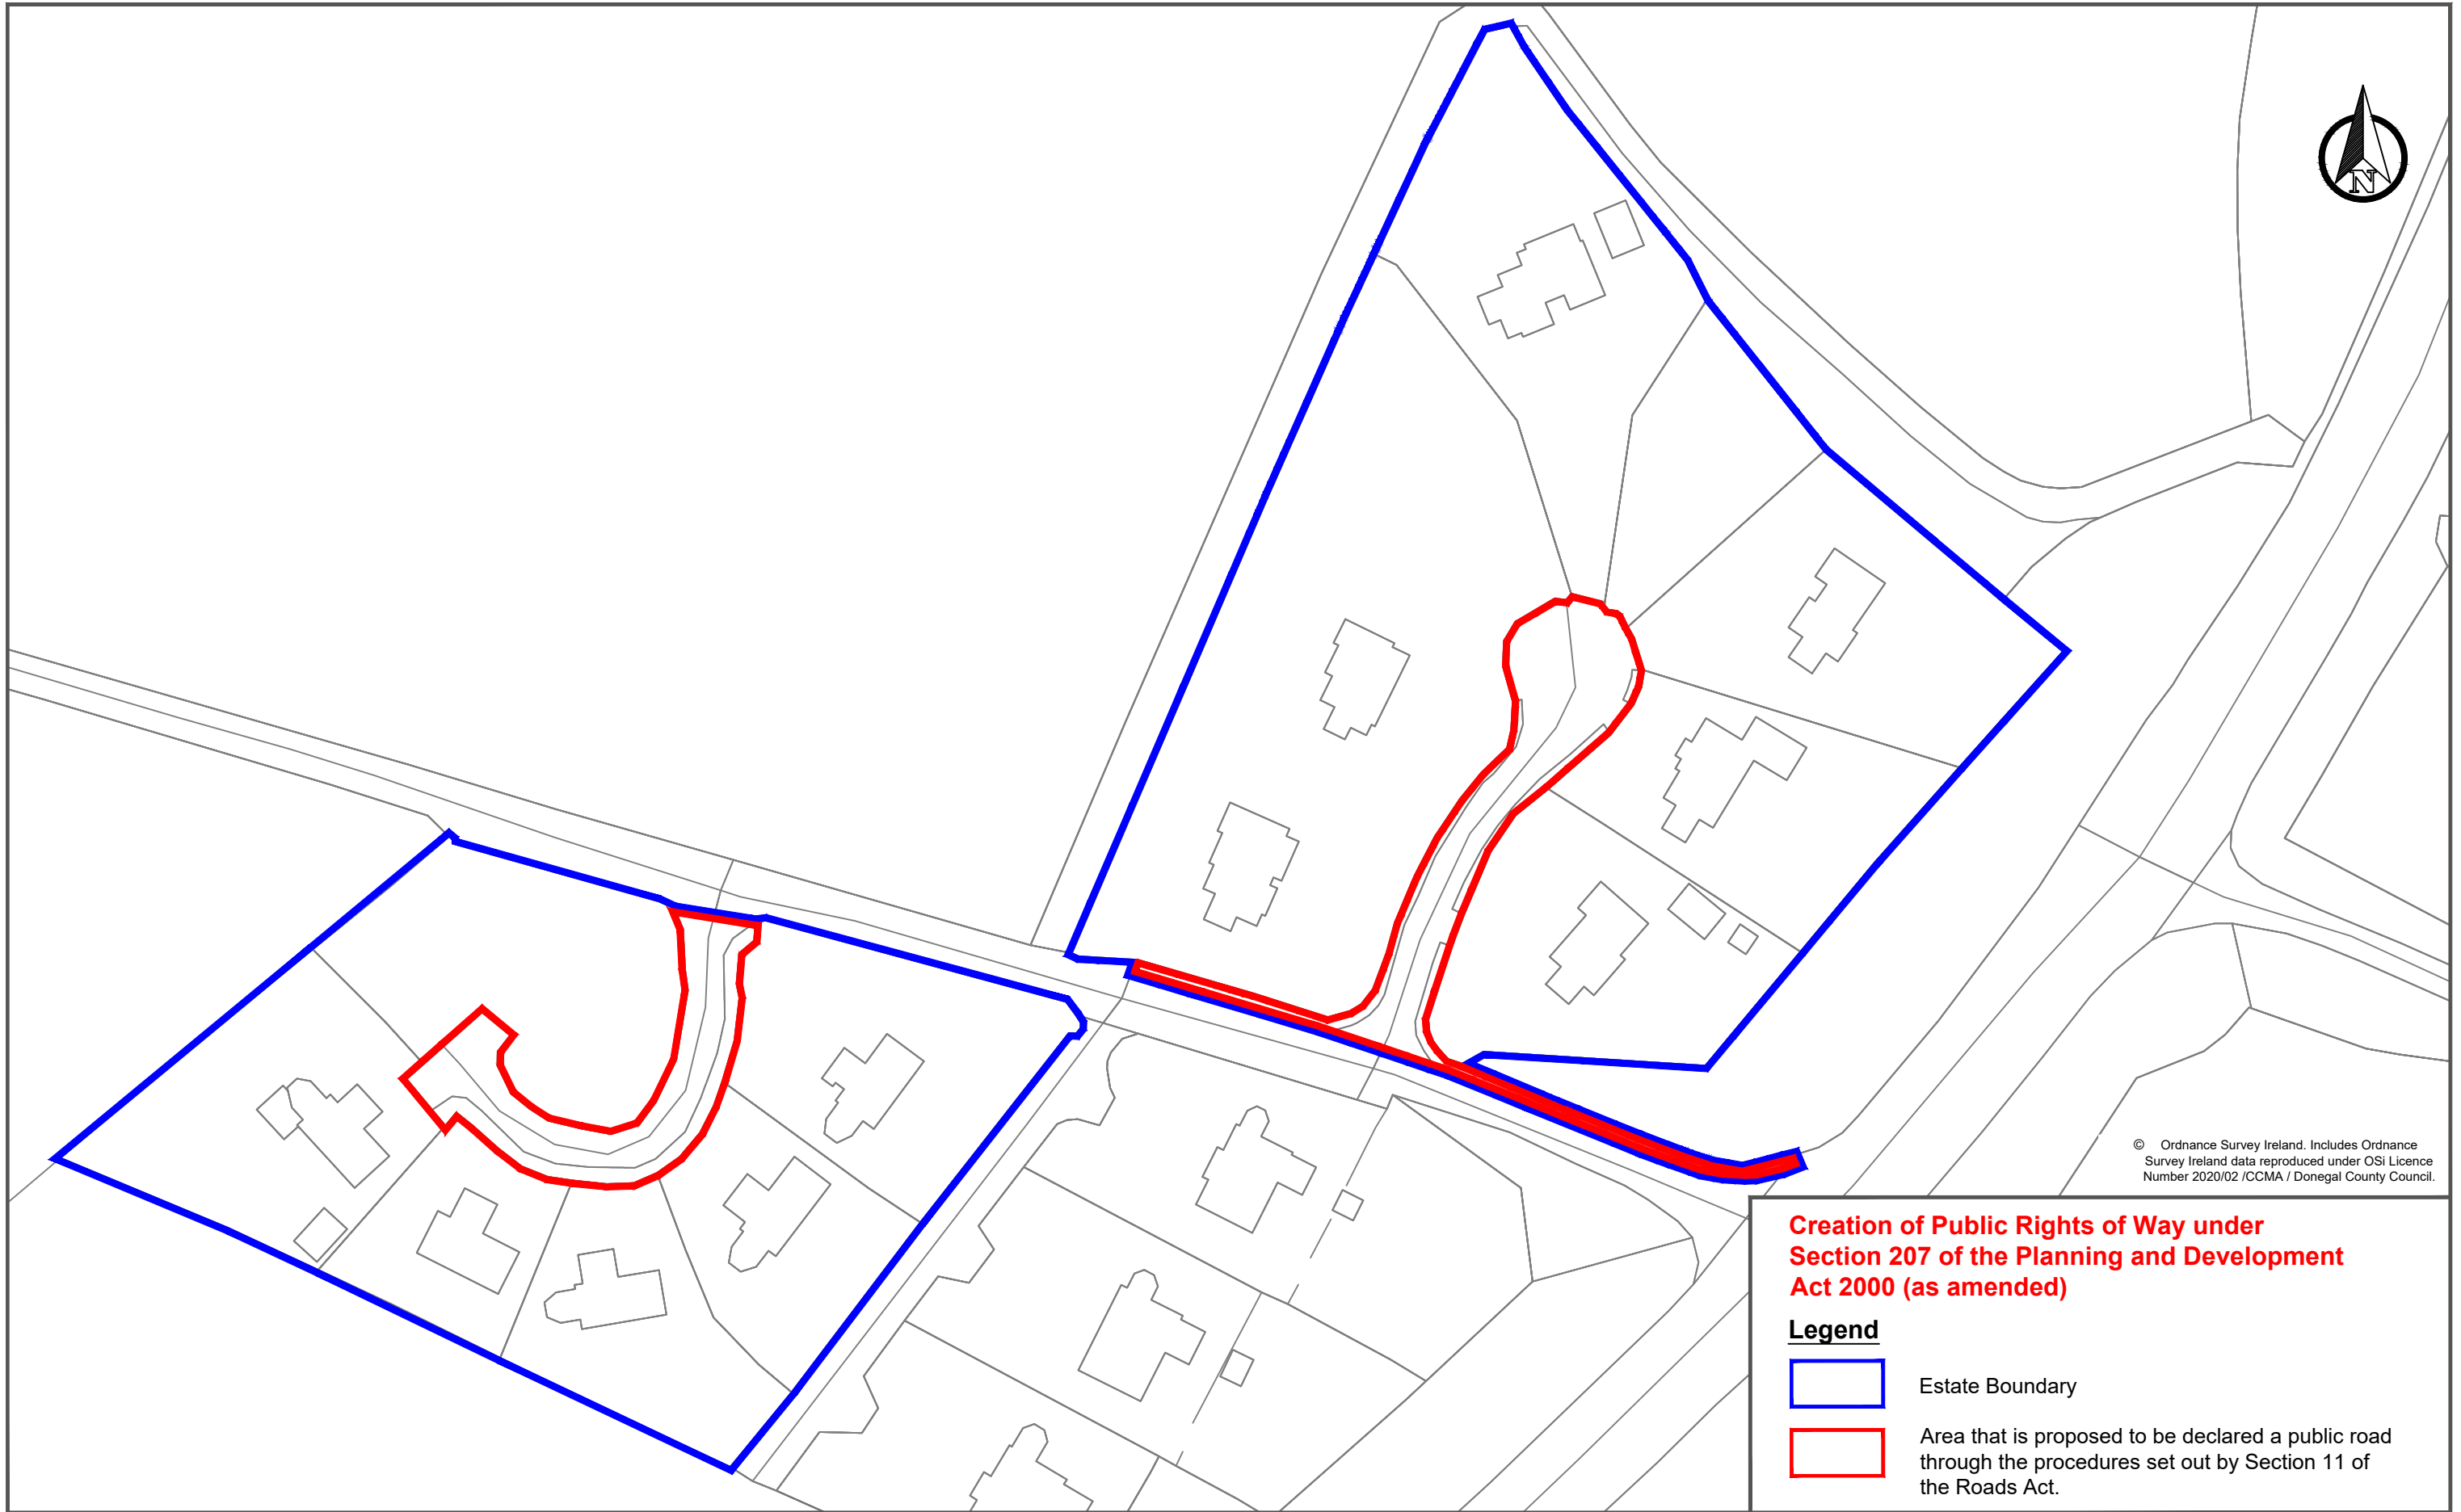 N
© Ordnance Survey Ireland. Includes Ordnance
Survey Ireland data reproduced under OSi Licence
Number 2020/02 /CCMA / Donegal County Council.
Creation of Public Rights of Way under
Section 207 of the Planning and Development
Act 2000 (as amended)
Legend
Estate Boundary
Area that is proposed to be declared a public road
through the procedures set out by Section 11 of
the Roads Act.